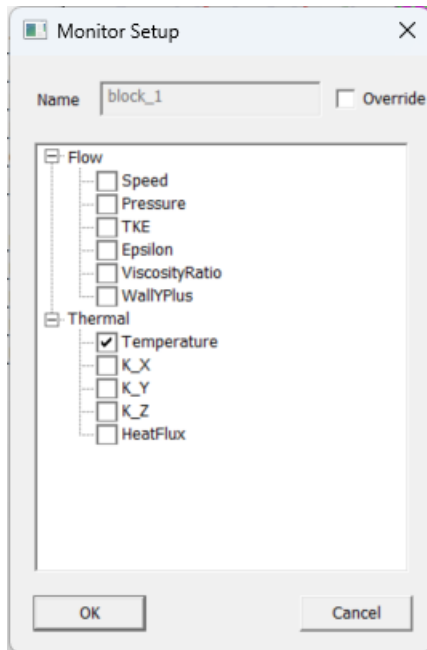 Monitor Setup
Name block_1 Override
Flow
Speed
Pressure
TKE
Epsilon
ViscosityRatio
WallYPlus
Thermal
Temperature
K_X
K_Y
K_Z
HeatFlux
OK Cancel